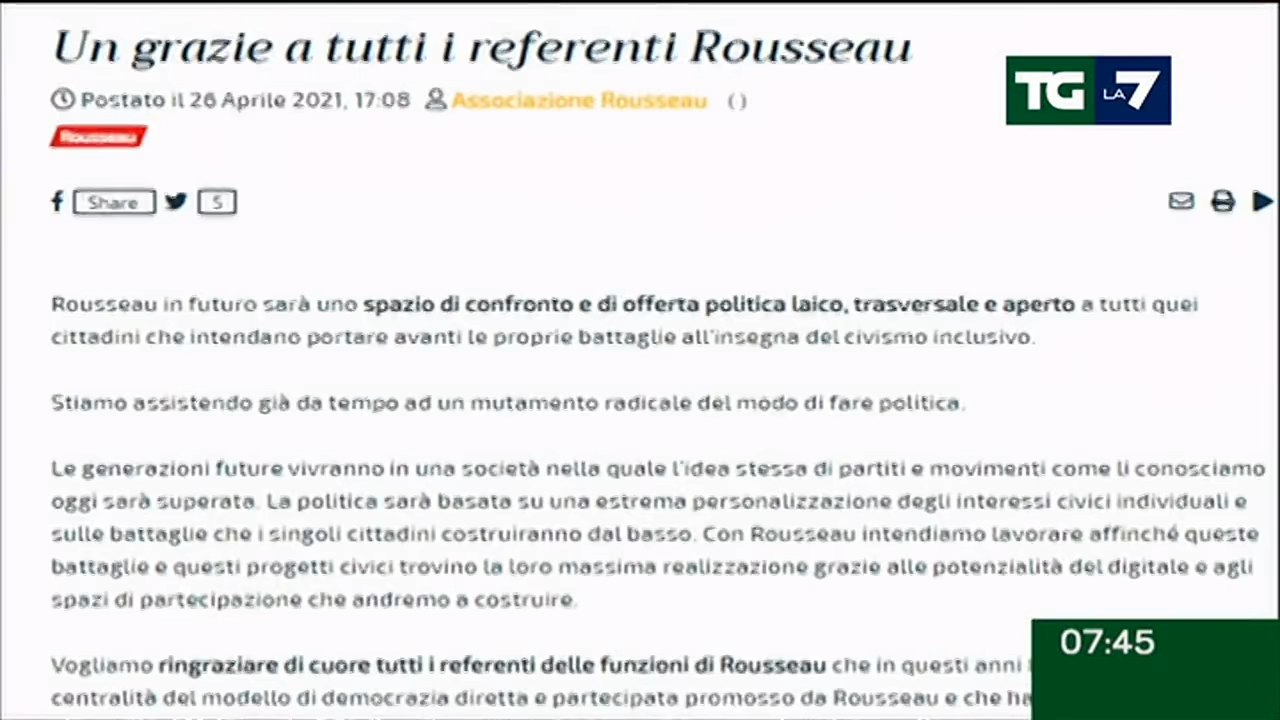 Un grazie a tutti i referenti Rousseau
Postato il 26 Aprile 2021, 17:08 Associazione Rousseau ( )
TG LA7
Rousseau
f Share 5
Rousseau in futuro sarà uno spazio di confronto e di offerta politica laico, trasversale e aperto a tutti quei
cittadini che intendano portare avanti le proprie battaglie all'insegna del civismo inclusivo.
Stiamo assistendo già da tempo ad un mutamento radicale del modo di fare politica.
Le generazioni future vivranno in una società nella quale l'idea stessa di partiti e movimenti come li conosciamo
oggi sarà superata. La politica sarà basata su una estrema personalizzazione degli interessi civici individuali e
sulle battaglie che i singoli cittadini costruiranno dal basso. Con Rousseau intendiamo lavorare affinché queste
battaglie e questi progetti civici trovino la loro massima realizzazione grazie alle potenzialità del digitale e agli
spazi di partecipazione che andremo a costruire.
Vogliamo ringraziare di cuore tutti i referenti delle funzioni di Rousseau che in questi anni
centralità del modello di democrazia diretta e partecipata promosso da Rousseau e che ha
07:45